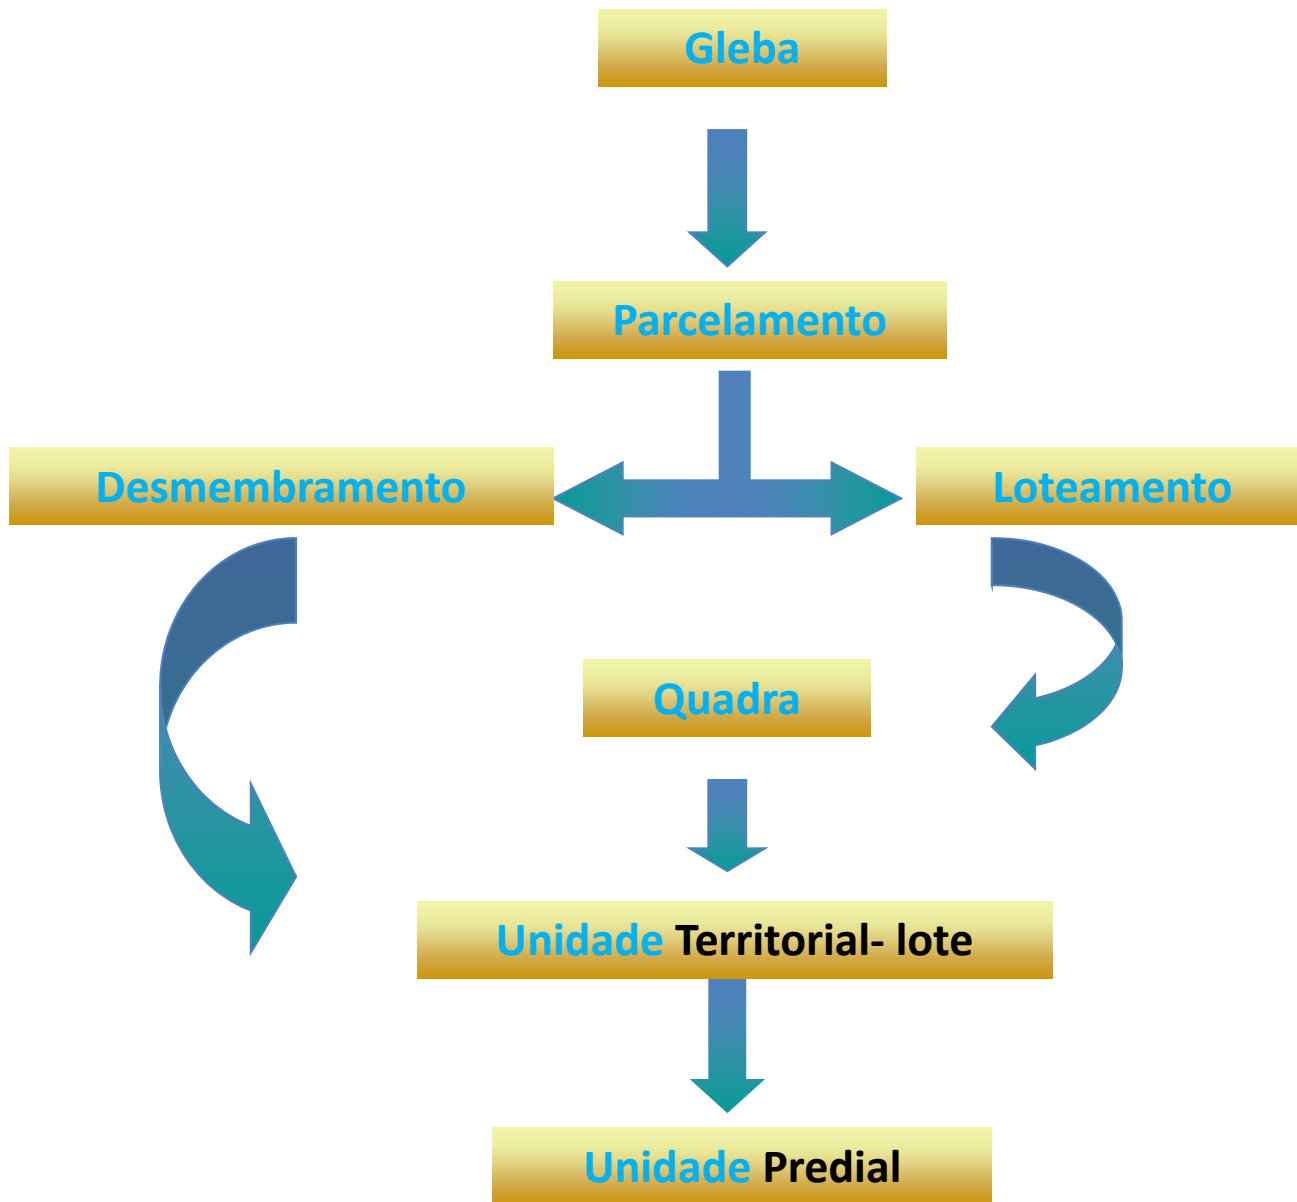 Gleba
Parcelamento
Desmembramento
Loteamento
Quadra
Unidade Territorial- lote
Unidade Predial